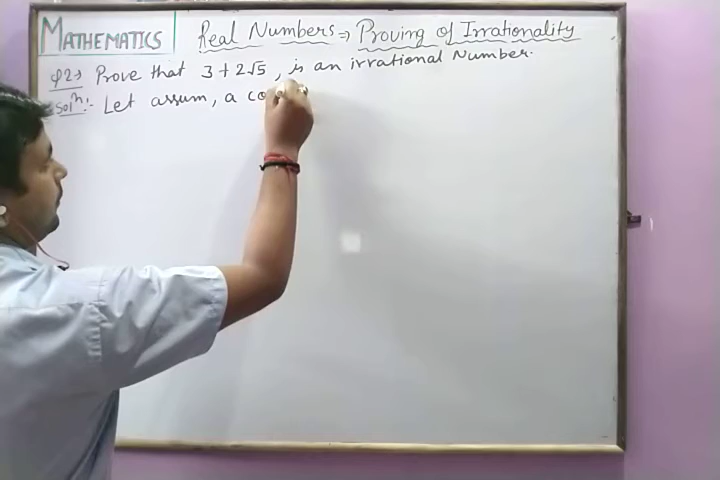 MATHEMATICS Real Numbers ⇒ Proving of Irrationality
Q2→ Prove that 3+2√5, is an irrational Number.
Solⁿ:- Let assum, a